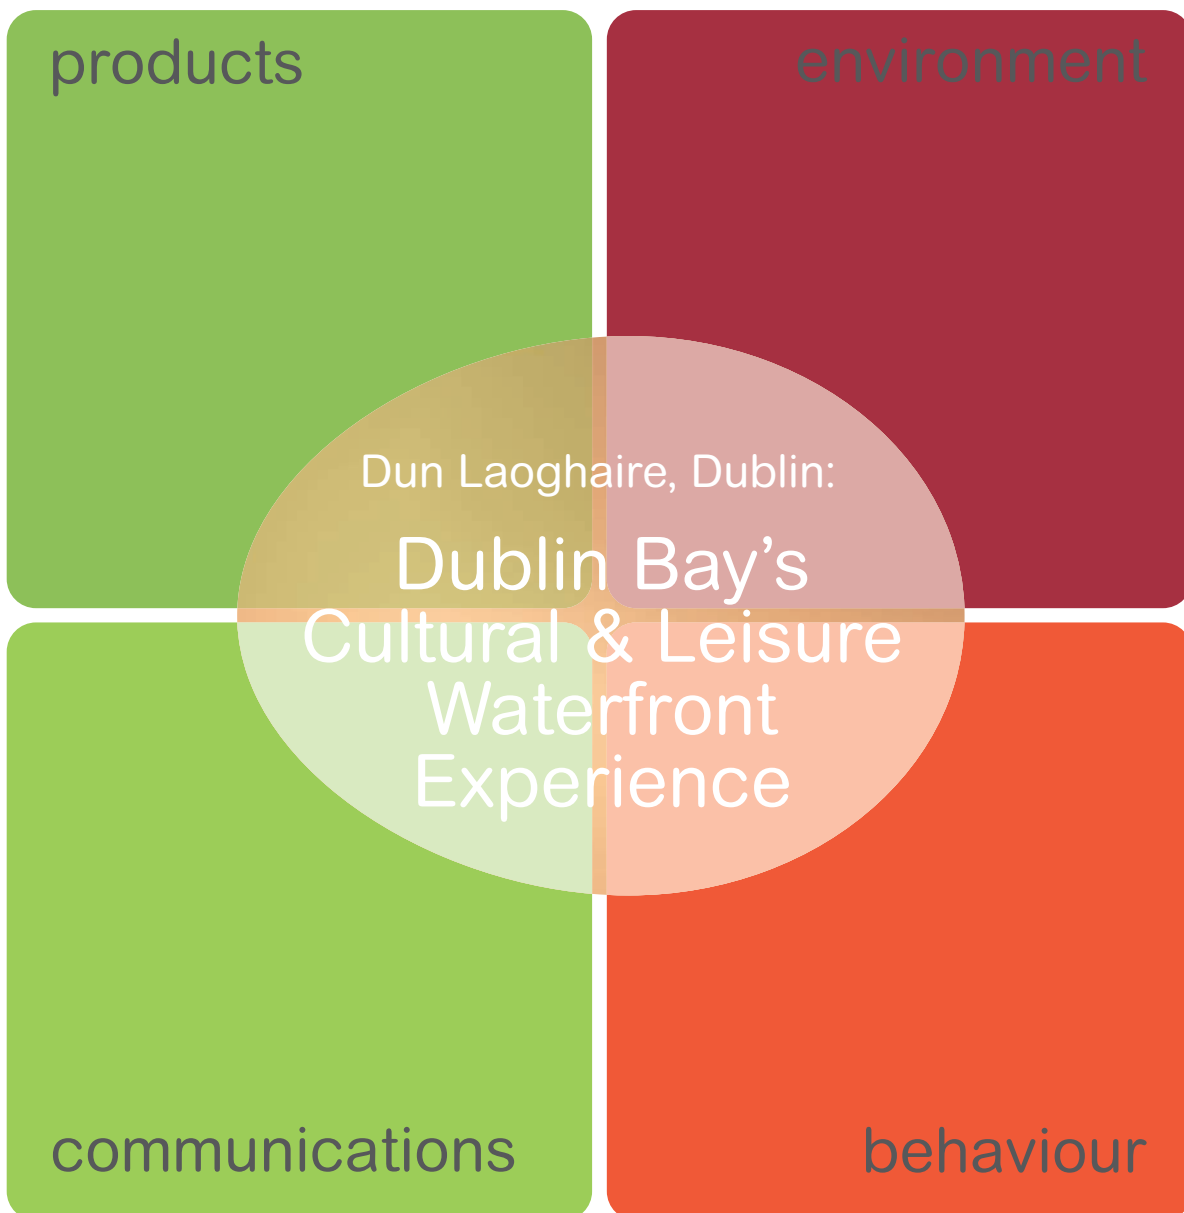 products
environment
Dun Laoghaire, Dublin:
Dublin Bay’s
Cultural & Leisure
Waterfront
Experience
communications
behaviour